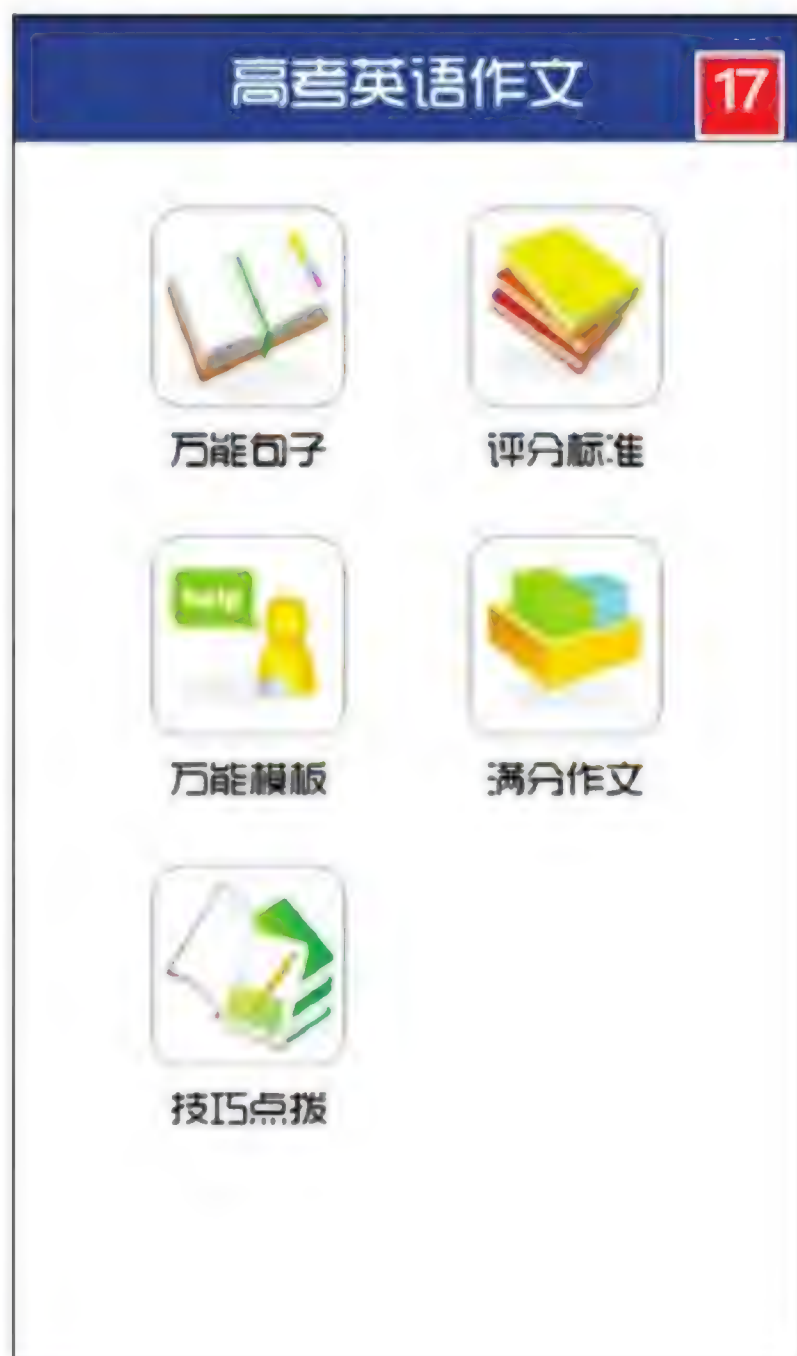 高考英语作文
17
万能句子 评分标准
万能模板 满分作文
技巧点拨